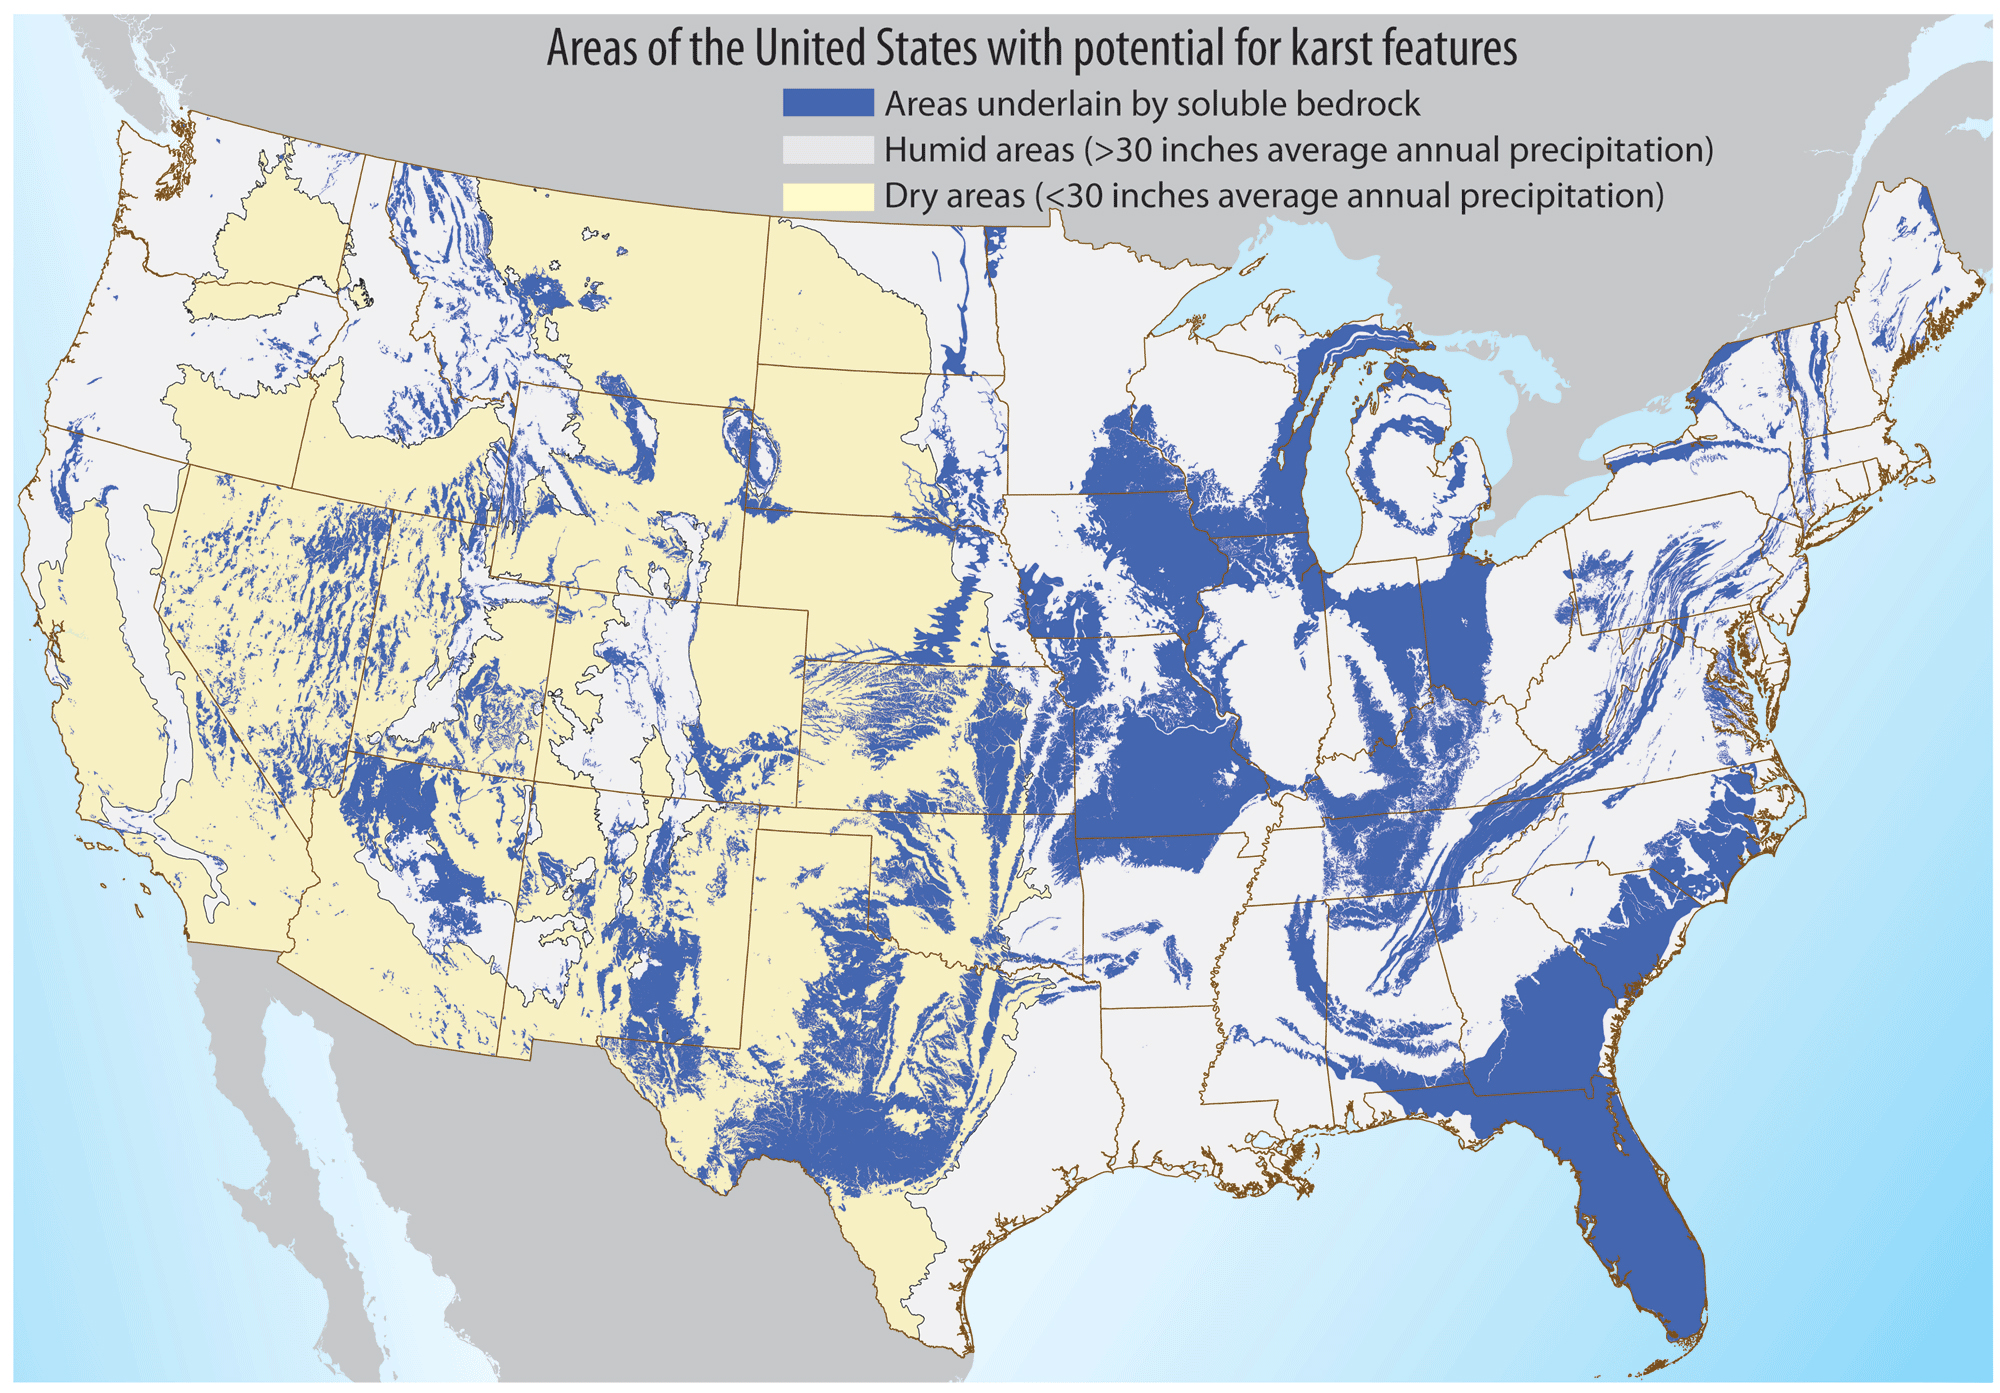 Areas of the United States with potential for karst features
Areas underlain by soluble bedrock
Humid areas (>30 inches average annual precipitation)
Dry areas (<30 inches average annual precipitation)